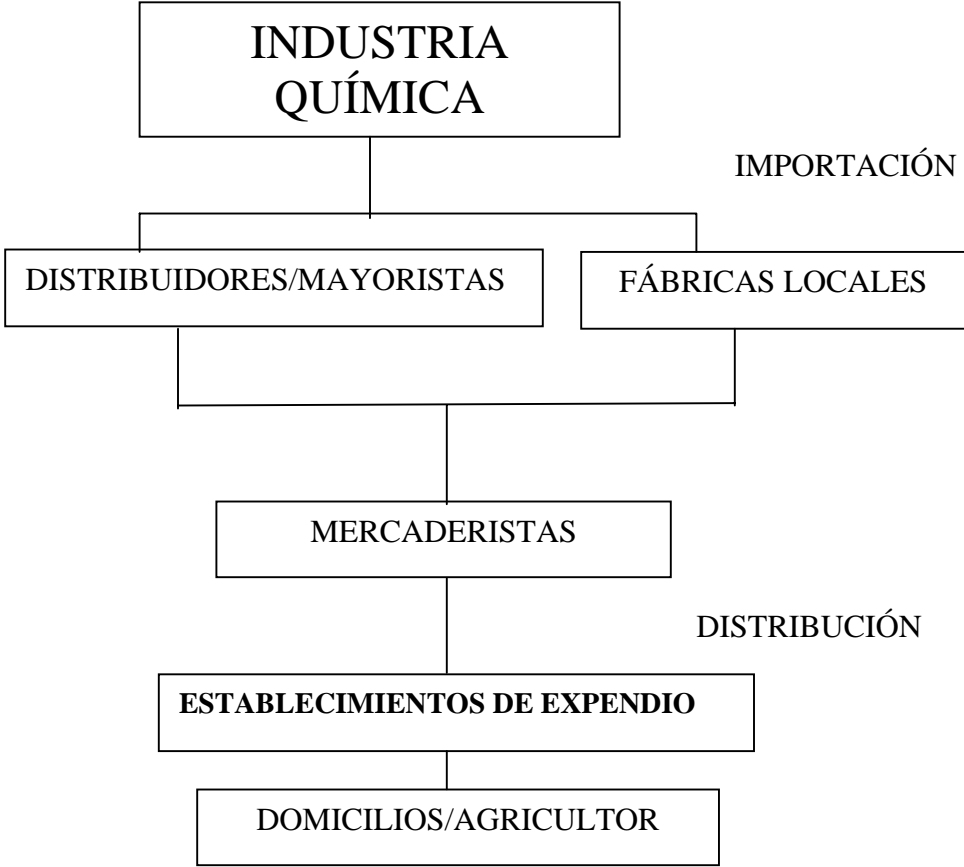 INDUSTRIA
QUÍMICA
IMPORTACIÓN
DISTRIBUIDORES/MAYORISTAS
FÁBRICAS LOCALES
MERCADERISTAS
DISTRIBUCIÓN
ESTABLECIMIENTOS DE EXPENDIO
DOMICILIOS/AGRICULTOR